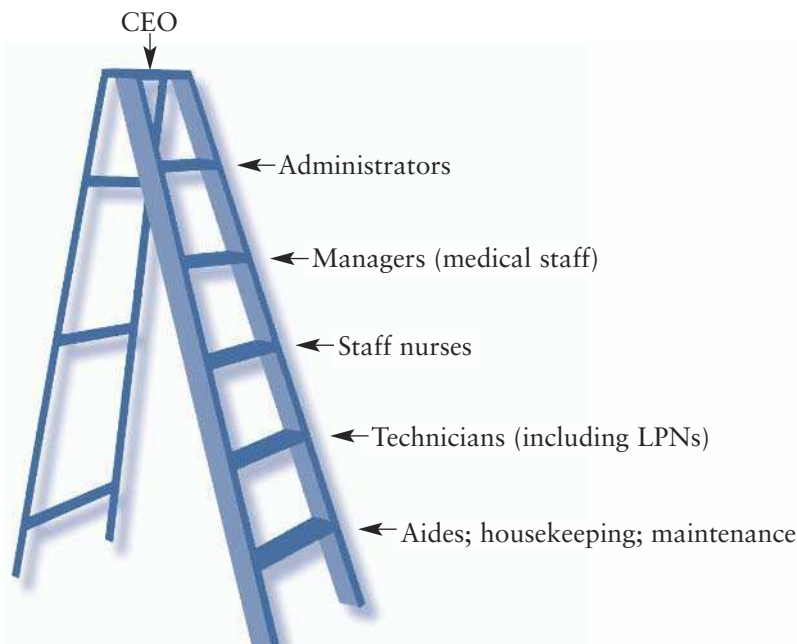 CEO
Administrators
Managers (medical staff)
Staff nurses
Technicians (including LPNs)
Aides; housekeeping; maintenance